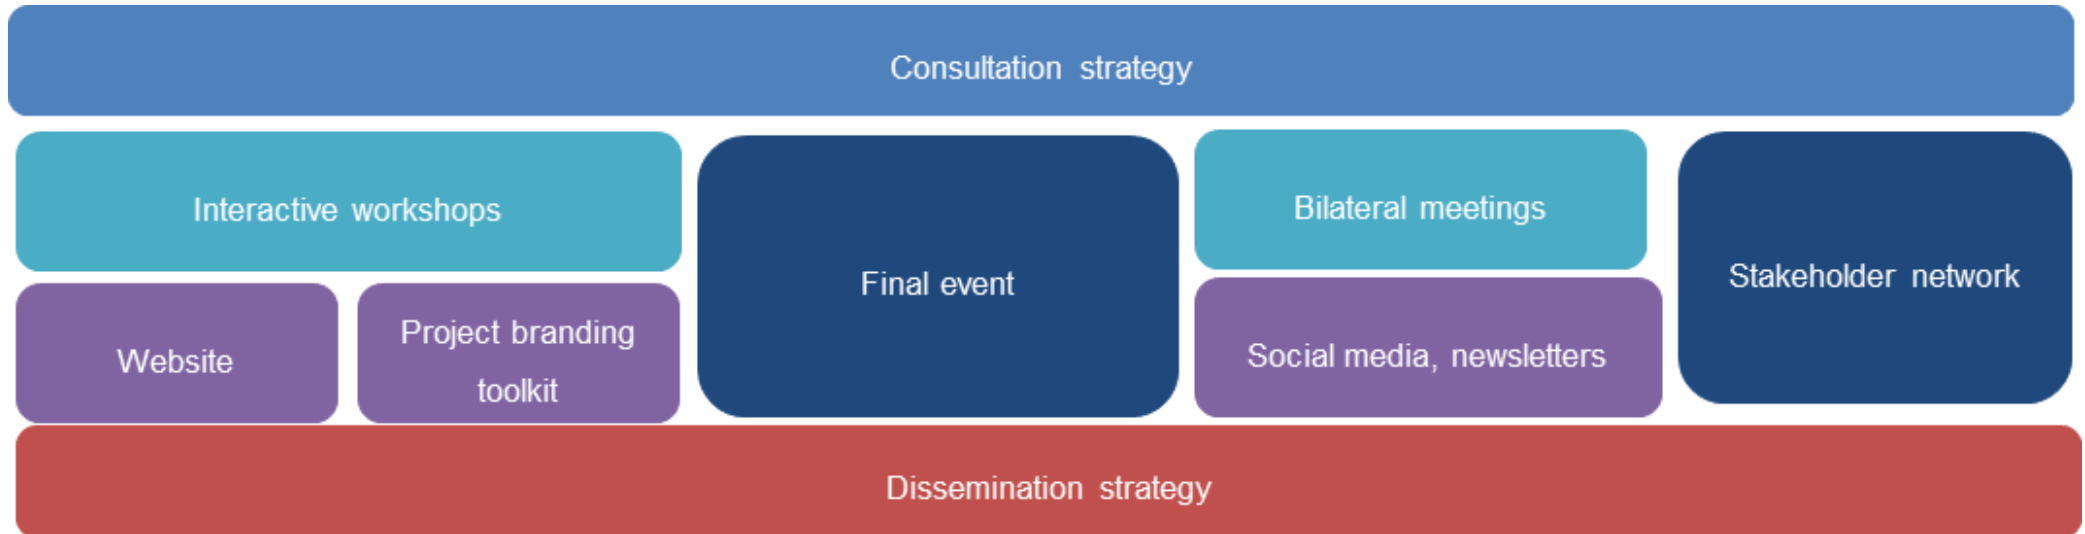 Consultation strategy
Interactive workshops
Final event
Bilateral meetings
Stakeholder network
Website
Project branding
toolkit
Social media, newsletters
Dissemination strategy